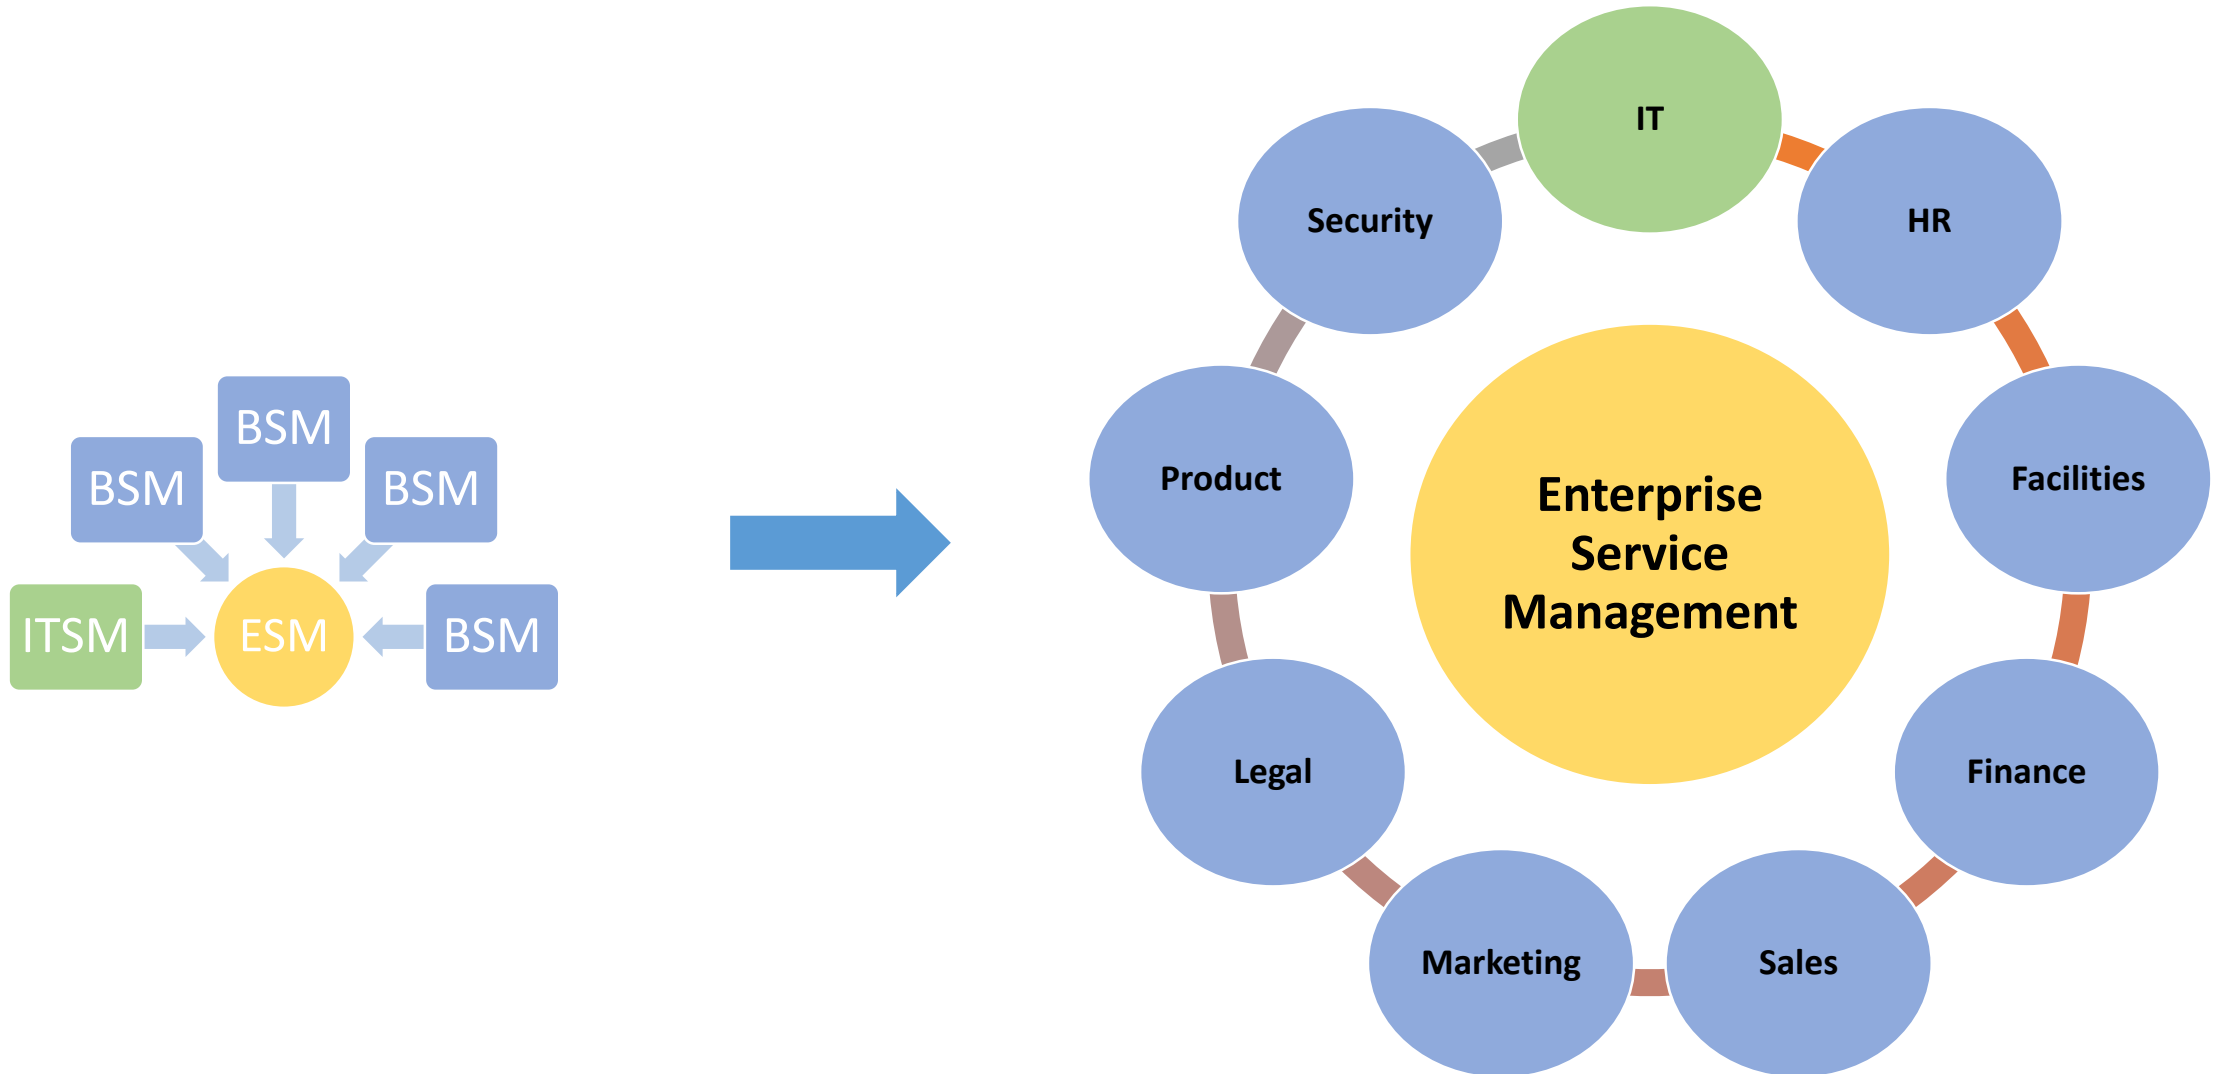 BSM
BSM
BSM
ITSM
ESM
BSM
IT
Security
HR
Product
Facilities
Enterprise
Service
Management
Legal
Finance
Marketing
Sales